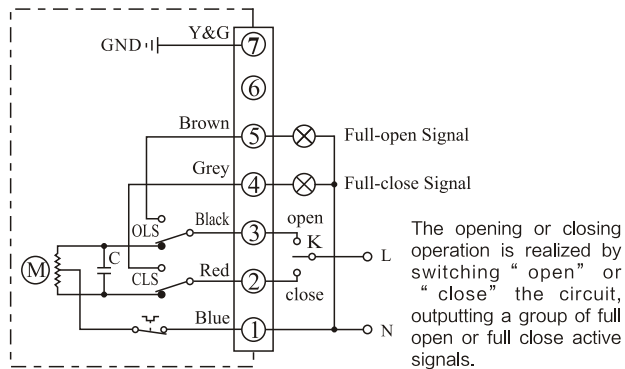 Y&G
GND
7
6
Brown
5
Full-open Signal
Grey
4
Full-close Signal
OLS
Black
3
open
K
L
M
C
CLS
Red
2
close
Blue
1
N
The opening or closing
operation is realized by
switching “ open” or
“ close” the circuit,
outputting a group of full
open or full close active
signals.